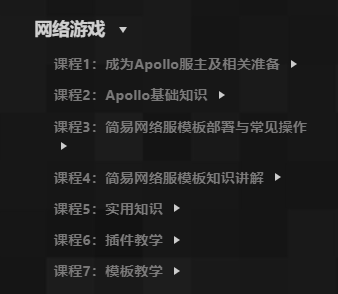 网络游戏
课程1：成为Apollo服主及相关准备
课程2：Apollo基础知识
课程3：简易网络服模板部署与常见操作
课程4：简易网络服模板知识讲解
课程5：实用知识
课程6：插件教学
课程7：模板教学